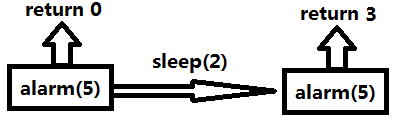 return 0
return 3
sleep(2)
alarm(5)
alarm(5)